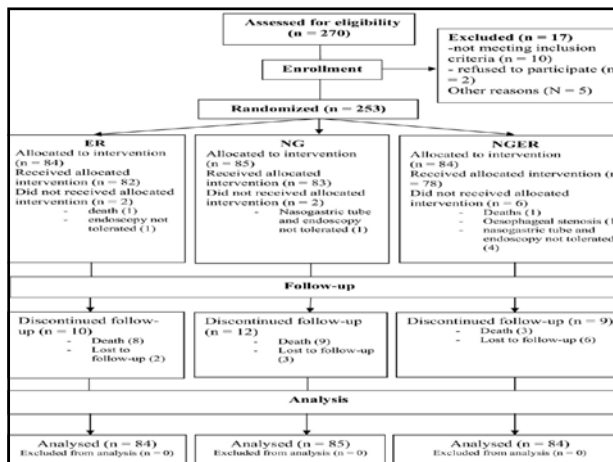 Assessed for eligibility
(n = 270)
Excluded (n = 17)
-not meeting inclusion
criteria (n = 10)
- refused to participate (n
= 2)
Other reasons (N = 5)
Enrollment
Randomized (n = 253)
ER
Allocated to intervention
(n = 84)
Received allocated
intervention (n = 82)
Did not received allocated
intervention (n = 2)
- death (1)
- endoscopy not
tolerated (1)
NG
Allocated to intervention
(n = 85)
Received allocated
intervention (n = 83)
Did not received allocated
intervention (n = 2)
- Nasogastric tube
and endoscopy
not tolerated (1)
NGER
Allocated to intervention
(n = 84)
Received allocated intervention (n
= 78)
Did not received allocated
intervention (n = 6)
- Deaths (1)
- Oesophageal stenosis (1
- nasogastric tube and
endoscopy not tolerated
(4)
Follow-up
Discontinued follow-
up (n = 10)
- Death (8)
- Lost to
follow-up (2)
Discontinued follow-up
(n = 12)
- Death (9)
- Lost to follow-up
(3)
Discontinued follow-up (n = 9)
- Death (3)
- Lost to follow-up (6)
Analysis
Analysed (n = 84)
Excluded from analysis (n = 0)
Analysed (n = 85)
Excluded from analysis (n = 0)
Analysed (n = 84)
Excluded from analysis (n = 0)